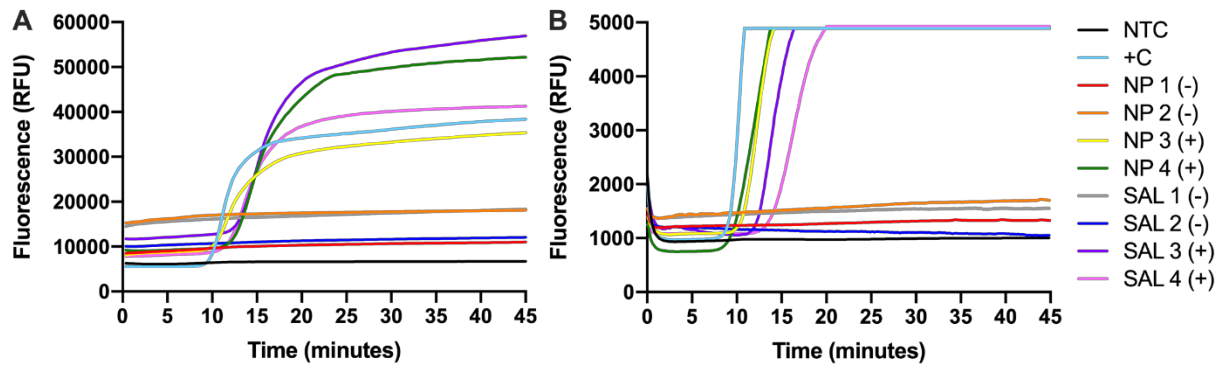 A
Fluorescence (RFU)
60000
50000
40000
30000
20000
10000
0
0 5 10 15 20 25 30 35 40 45
Time (minutes)
B
Fluorescence (RFU)
5000
4000
3000
2000
1000
0
0 5 10 15 20 25 30 35 40 45
Time (minutes)
NTC
+C
NP 1 (-)
NP 2 (-)
NP 3 (+)
NP 4 (+)
SAL 1 (-)
SAL 2 (-)
SAL 3 (+)
SAL 4 (+)